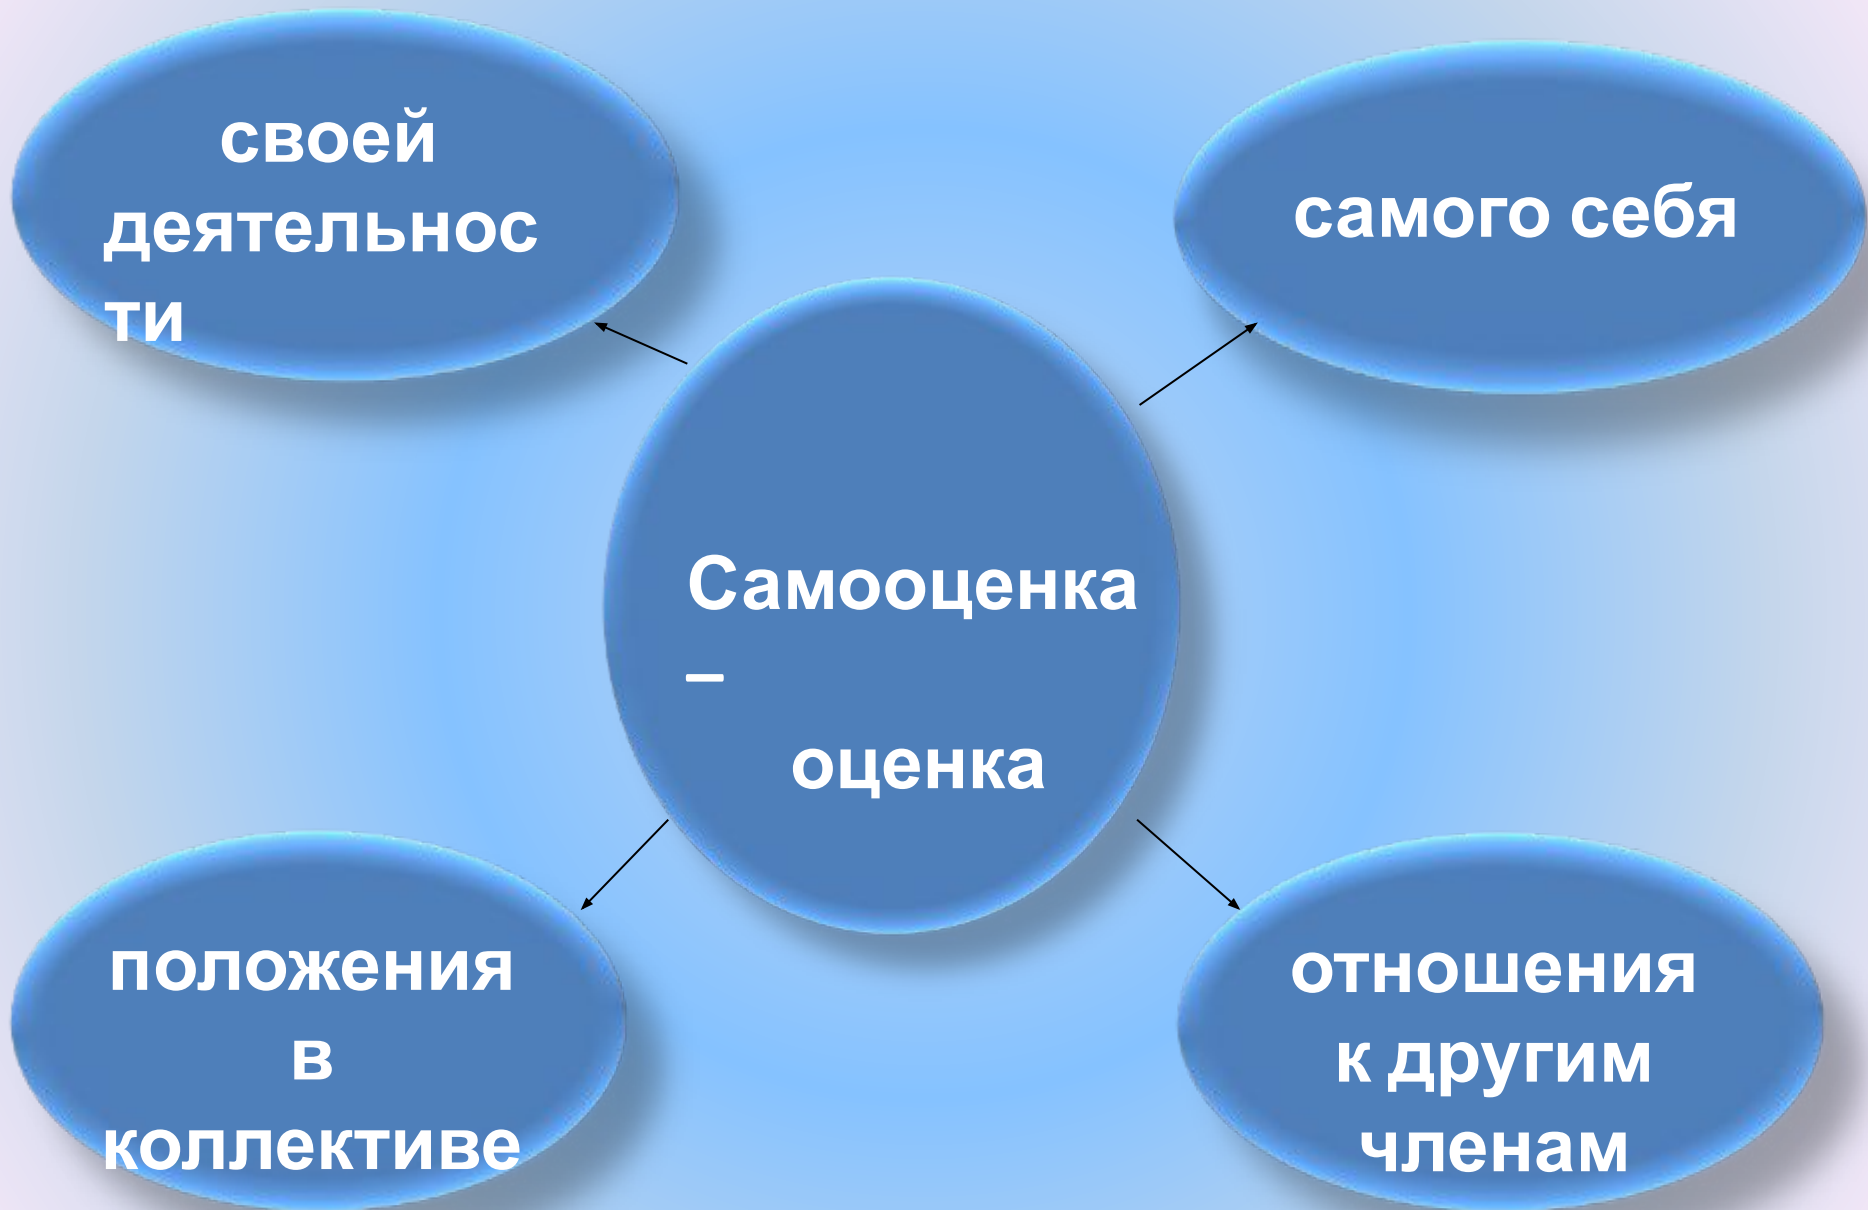 своей
деятельнос
ти
самого себя
Самооценка
–
оценка
положения
в
коллективе
отношения
к другим
членам